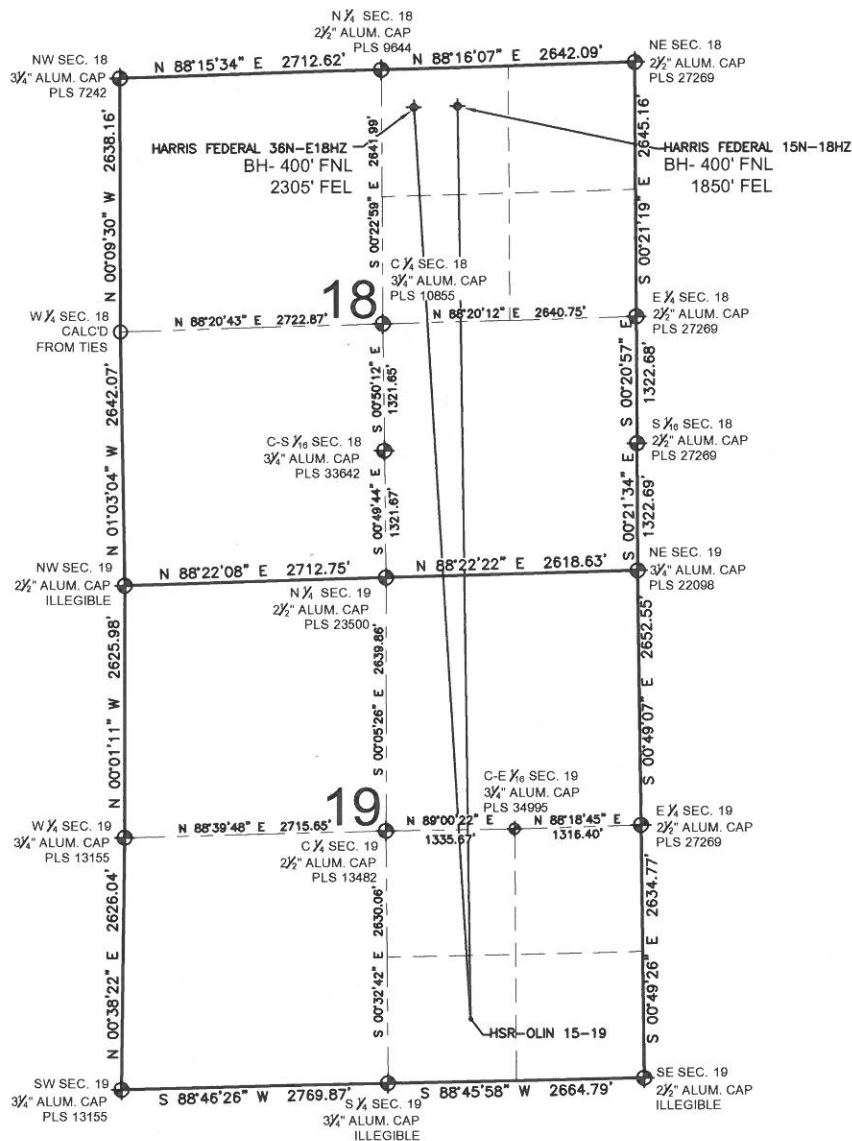 N ¼ SEC. 18
2½" ALUM. CAP
PLS 9644
NW SEC. 18
3¼" ALUM. CAP
PLS 7242
N 88°15'34" E 2712.62'
N 88°16'07" E 2642.09'
NE SEC. 18
2½" ALUM. CAP
PLS 27269
N 00°09'30" W 2638.16'
HARRIS FEDERAL 36N-E18HZ
BH- 400' FNL
2305' FEL
S 00°22'59" E 2641.99'
HARRIS FEDERAL 15N-18HZ
BH- 400' FNL
1850' FEL
S 00°21'19" E 2645.16'
C ¼ SEC. 18
3¼" ALUM. CAP
PLS 10855
18
W ¼ SEC. 18
CALC'D
FROM TIES
N 88°20'43" E 2722.87'
N 88°20'12" E 2640.75'
E ¼ SEC. 18
2½" ALUM. CAP
PLS 27269
N 01°03'04" W 2642.07'
S 00°50'12" E
1321.65'
S 00°20'57" E
1322.68'
C-S 1/16 SEC. 18
3¼" ALUM. CAP
PLS 33642
S 1/16 SEC. 18
2½" ALUM. CAP
PLS 27269
S 00°49'44" E
1321.67'
S 00°21'34" E
1322.69'
NW SEC. 19
2½" ALUM. CAP
ILLEGIBLE
N 88°22'08" E 2712.75'
N 88°22'22" E 2618.63'
NE SEC. 19
3¼" ALUM. CAP
PLS 22098
N ¼ SEC. 19
2½" ALUM. CAP
PLS 23500
N 00°01'11" W 2625.98'
S 00°05'26" E 2639.86'
S 00°49'07" E 2652.55'
19
C-E 1/16 SEC. 19
3¼" ALUM. CAP
PLS 34995
W ¼ SEC. 19
3¼" ALUM. CAP
PLS 13155
N 88°39'48" E 2715.65'
N 89°00'22" E
1335.67'
N 88°18'45" E
1316.40'
E ¼ SEC. 19
2½" ALUM. CAP
PLS 27269
C ¼ SEC. 19
2½" ALUM. CAP
PLS 13482
N 00°38'22" E 2626.04'
S 00°32'42" E 2630.06'
S 00°49'26" E 2634.77'
HSR-OLIN 15-19
SW SEC. 19
3¼" ALUM. CAP
PLS 13155
S 88°46'26" W 2769.87'
S 88°45'58" W 2664.79'
SE SEC. 19
2½" ALUM. CAP
ILLEGIBLE
S ¼ SEC. 19
3¼" ALUM. CAP
ILLEGIBLE